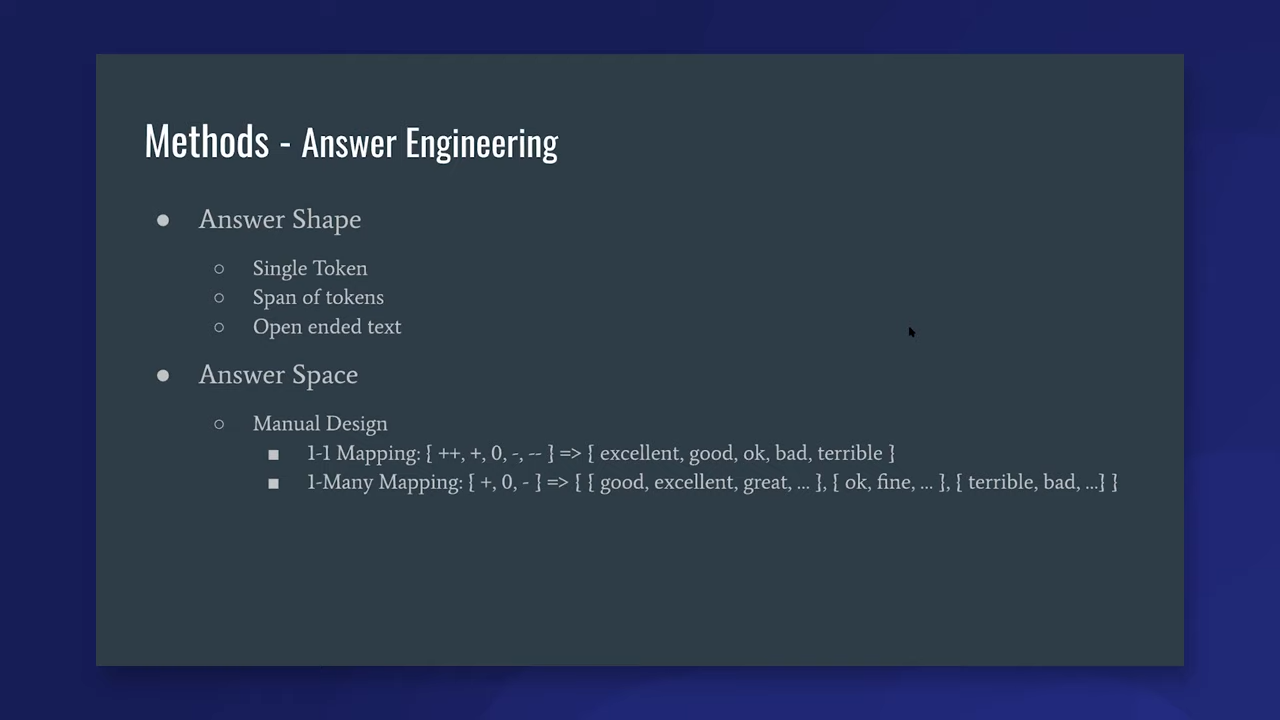 Methods - Answer Engineering
● Answer Shape
○ Single Token
○ Span of tokens
○ Open ended text
● Answer Space
○ Manual Design
■ 1-1 Mapping: { ++, +, 0, -, -- } => { excellent, good, ok, bad, terrible }
■ 1-Many Mapping: { +, 0, - } => { { good, excellent, great, ... }, { ok, fine, ... }, { terrible, bad, ...} }